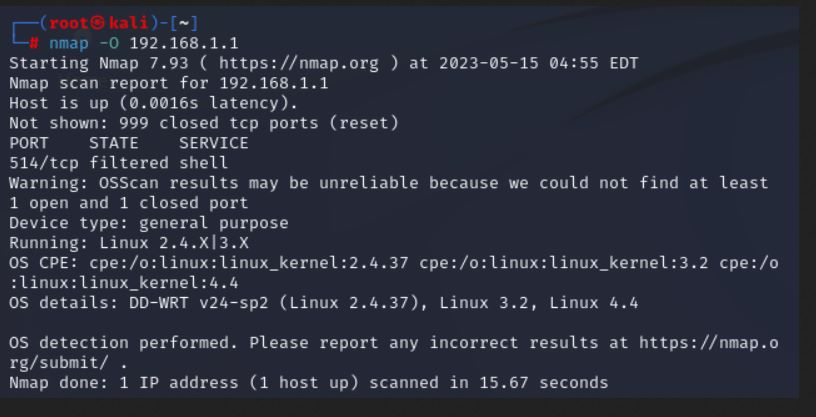 ┌──(root㉿kali)-[~]
└─# nmap -O 192.168.1.1
Starting Nmap 7.93 ( https://nmap.org ) at 2023-05-15 04:55 EDT
Nmap scan report for 192.168.1.1
Host is up (0.0016s latency).
Not shown: 999 closed tcp ports (reset)
PORT    STATE    SERVICE
514/tcp filtered shell
Warning: OSScan results may be unreliable because we could not find at least
1 open and 1 closed port
Device type: general purpose
Running: Linux 2.4.X|3.X
OS CPE: cpe:/o:linux:linux_kernel:2.4.37 cpe:/o:linux:linux_kernel:3.2 cpe:/o
:linux:linux_kernel:4.4
OS details: DD-WRT v24-sp2 (Linux 2.4.37), Linux 3.2, Linux 4.4
OS detection performed. Please report any incorrect results at https://nmap.o
rg/submit/ .
Nmap done: 1 IP address (1 host up) scanned in 15.67 seconds